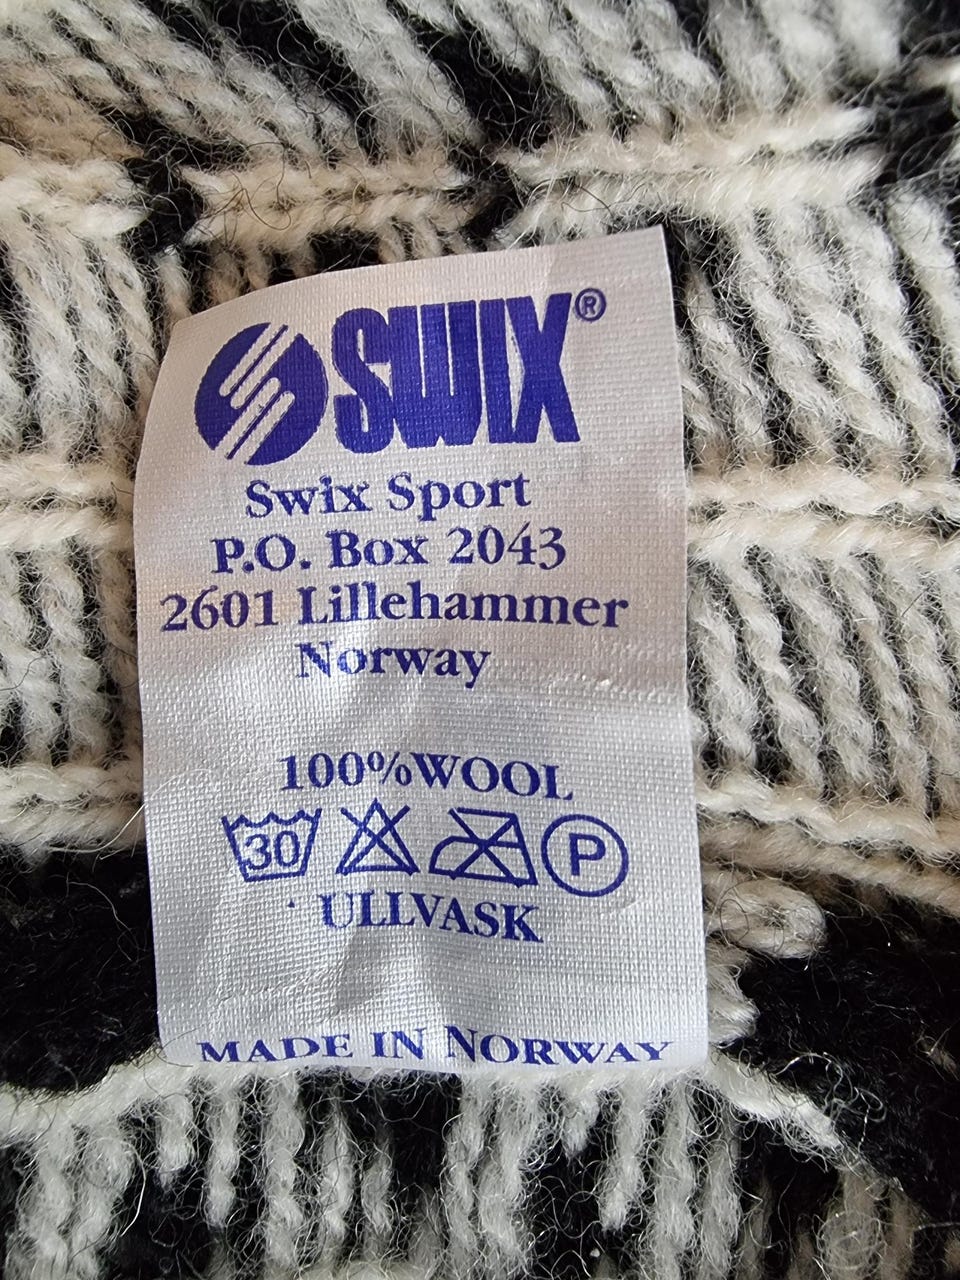 SWIX®
Swix Sport
P.O. Box 2043
2601 Lillehammer
Norway
100%WOOL
30 P
ULLVASK
MADE IN NORWAY